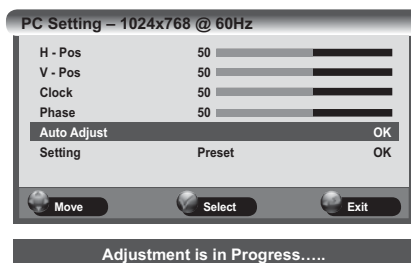 PC Setting – 1024x768 @ 60Hz
H - Pos 50
V - Pos 50
Clock 50
Phase 50
Auto Adjust OK
Setting Preset OK
Move Select Exit
Adjustment is in Progress.....